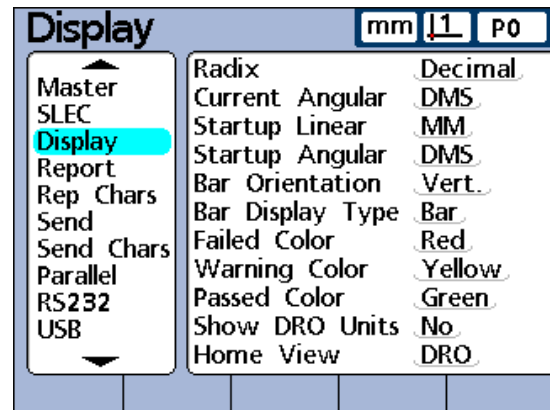 Display
mm 1 P0
Master
SLEC
Display
Report
Rep Chars
Send
Send Chars
Parallel
RS232
USB
Radix Decimal
Current Angular DMS
Startup Linear MM
Startup Angular DMS
Bar Orientation Vert.
Bar Display Type Bar
Failed Color Red
Warning Color Yellow
Passed Color Green
Show DRO Units No
Home View DRO